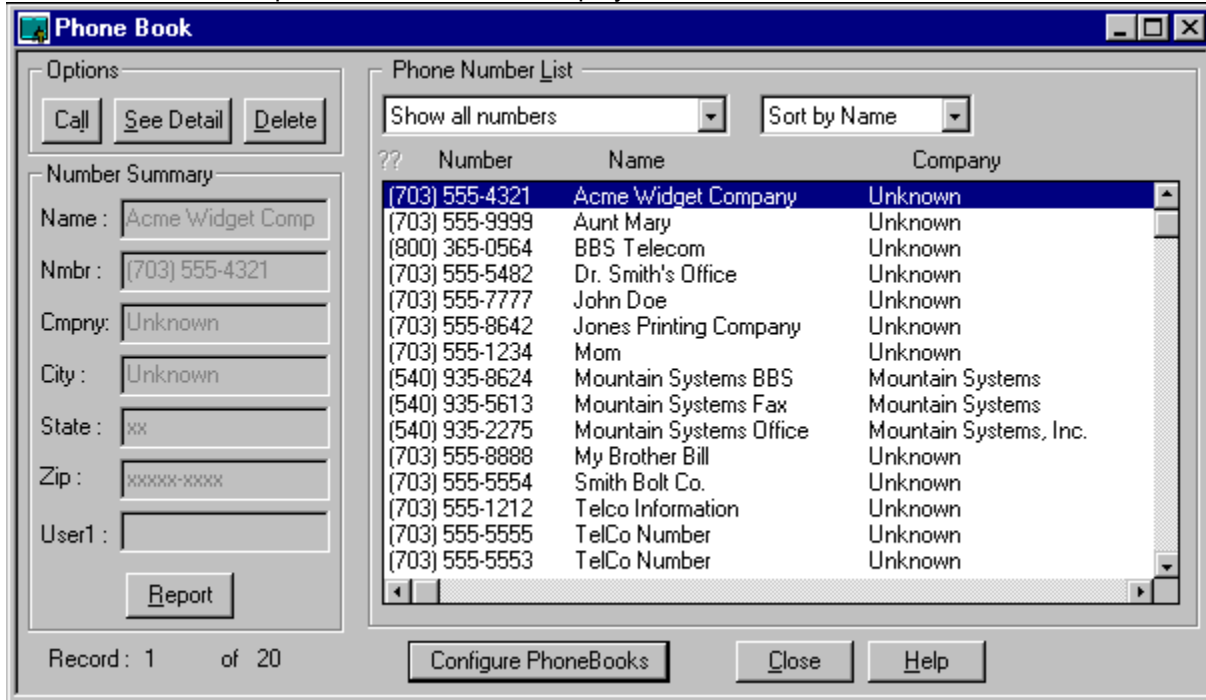 Phone Book
Options
Call See Detail Delete
Number Summary
Name : Acme Widget Comp
Nmbr : (703) 555-4321
Cmpny: Unknown
City : Unknown
State : xx
Zip : xxxxx-xxxx
User1 :
Report
Record : 1 of 20
Phone Number List
Show all numbers Sort by Name
?? Number Name Company
(703) 555-4321 Acme Widget Company Unknown
(703) 555-9999 Aunt Mary Unknown
(800) 365-0564 BBS Telecom Unknown
(703) 555-5482 Dr. Smith's Office Unknown
(703) 555-7777 John Doe Unknown
(703) 555-8642 Jones Printing Company Unknown
(703) 555-1234 Mom Unknown
(540) 935-8624 Mountain Systems BBS Mountain Systems
(540) 935-5613 Mountain Systems Fax Mountain Systems
(540) 935-2275 Mountain Systems Office Mountain Systems, Inc.
(703) 555-8888 My Brother Bill Unknown
(703) 555-5554 Smith Bolt Co. Unknown
(703) 555-1212 Telco Information Unknown
(703) 555-5555 TelCo Number Unknown
(703) 555-5553 TelCo Number Unknown
Configure PhoneBooks Close Help